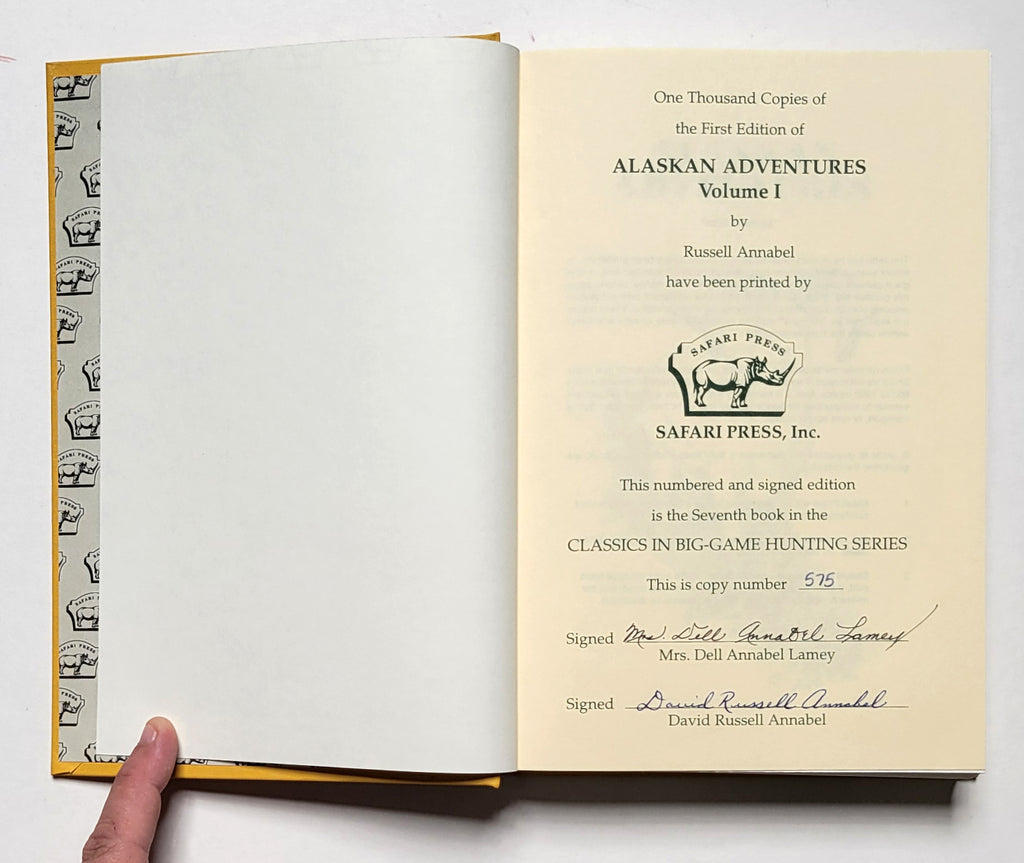 One Thousand Copies of
the First Edition of
ALASKAN ADVENTURES
Volume I
by
Russell Annabel
have been printed by
SAFARI PRESS
SAFARI PRESS, Inc.
This numbered and signed edition
is the Seventh book in the
CLASSICS IN BIG-GAME HUNTING SERIES
This is copy number 575
Signed Mrs. Dell Annabel Lamey
Mrs. Dell Annabel Lamey
Signed David Russell Annabel
David Russell Annabel